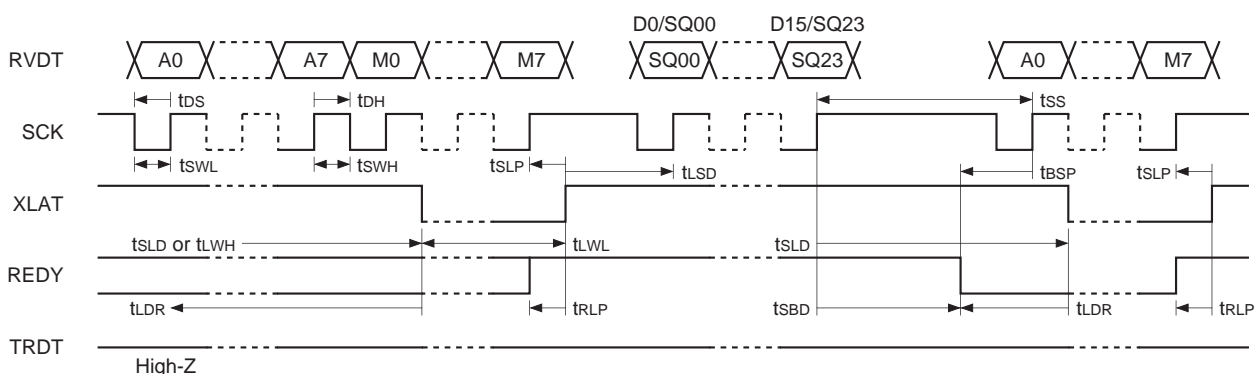 D0/SQ00 D15/SQ23
RVDT A0 A7 M0 M7 SQ00 SQ23 A0 M7
tDS tDH tSS
SCK
tSWL tSWH tSLP tLSD tBSP tSLP
XLAT
tSLD or tLWH tLWL tSLD
REDY
tLDR tRLP tSBD tLDR tRLP
TRDT
High-Z